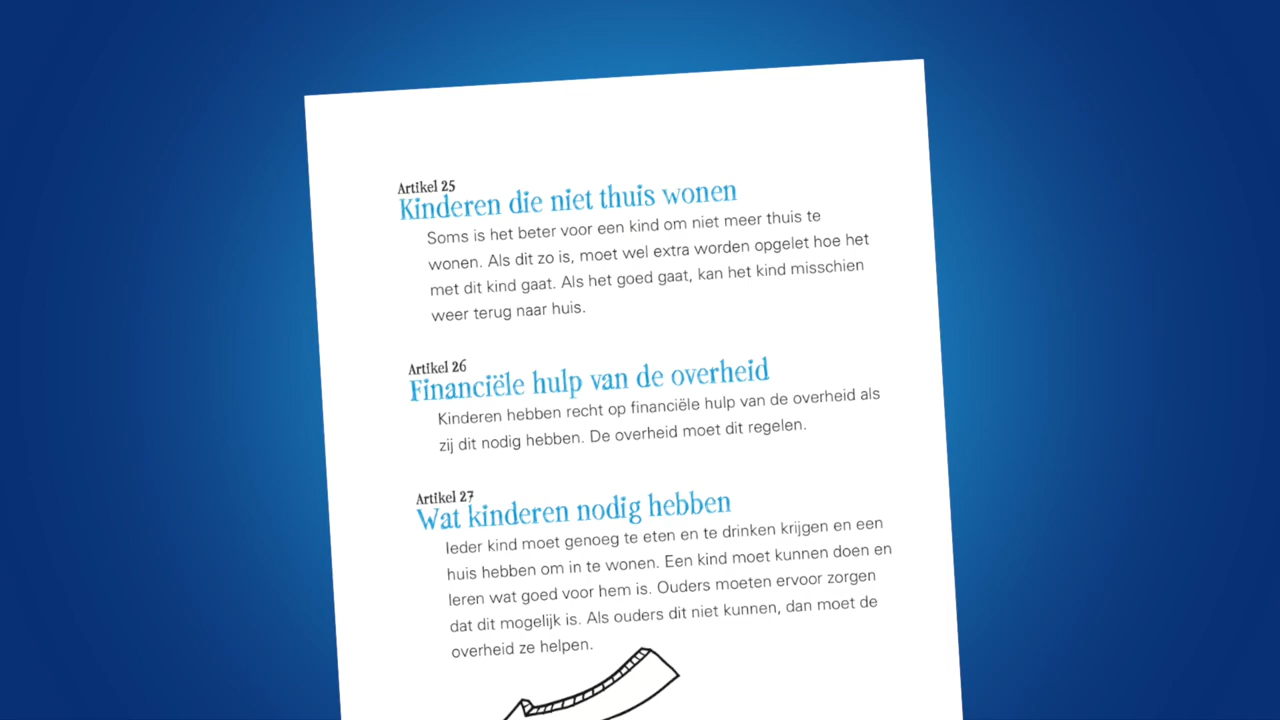 Artikel 25
Kinderen die niet thuis wonen
Soms is het beter voor een kind om niet meer thuis te
wonen. Als dit zo is, moet wel extra worden opgelet hoe het
met dit kind gaat. Als het goed gaat, kan het kind misschien
weer terug naar huis.
Artikel 26
Financiële hulp van de overheid
Kinderen hebben recht op financiële hulp van de overheid als
zij dit nodig hebben. De overheid moet dit regelen.
Artikel 27
Wat kinderen nodig hebben
Ieder kind moet genoeg te eten en te drinken krijgen en een
huis hebben om in te wonen. Een kind moet kunnen doen en
leren wat goed voor hem is. Ouders moeten ervoor zorgen
dat dit mogelijk is. Als ouders dit niet kunnen, dan moet de
overheid ze helpen.